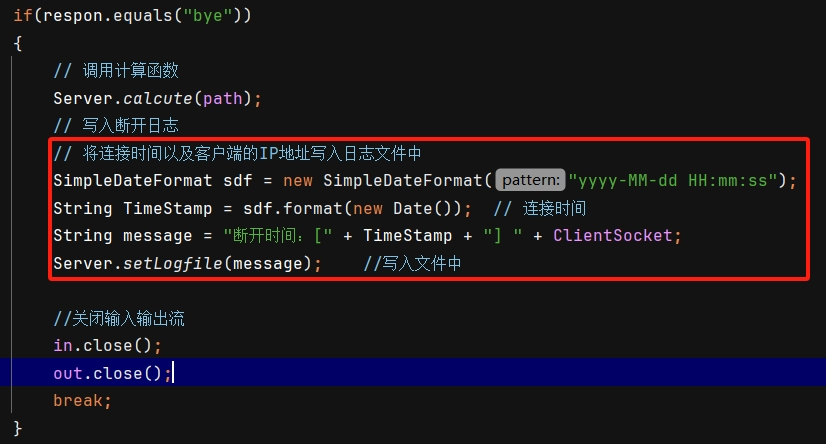 if(respon.equals("bye"))
{
// 调用计算函数
Server.calcute(path);
// 写入断开日志
// 将连接时间以及客户端的IP地址写入日志文件中
SimpleDateFormat sdf = new SimpleDateFormat( pattern: "yyyy-MM-dd HH:mm:ss");
String TimeStamp = sdf.format(new Date());  // 连接时间
String message = "断开时间：[" + TimeStamp + "] " + ClientSocket;
Server.setLogfile(message);    //写入文件中
//关闭输入输出流
in.close();
out.close();
break;
}